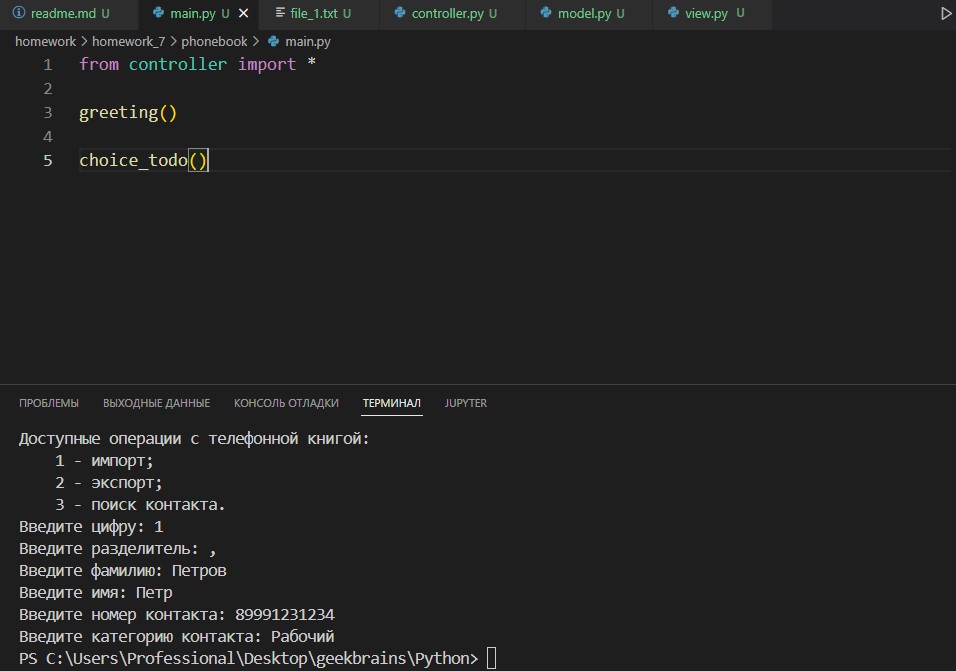 readme.md U main.py U file_1.txt U controller.py U model.py U view.py U
homework > homework_7 > phonebook > main.py
1 from controller import *
2
3 greeting()
4
5 choice_todo()
ПРОБЛЕМЫ ВЫХОДНЫЕ ДАННЫЕ КОНСОЛЬ ОТЛАДКИ ТЕРМИНАЛ JUPYTER
Доступные операции с телефонной книгой:
1 - импорт;
2 - экспорт;
3 - поиск контакта.
Введите цифру: 1
Введите разделитель: ,
Введите фамилию: Петров
Введите имя: Петр
Введите номер контакта: 89991231234
Введите категорию контакта: Рабочий
PS C:\Users\Professional\Desktop\geekbrains\Python>